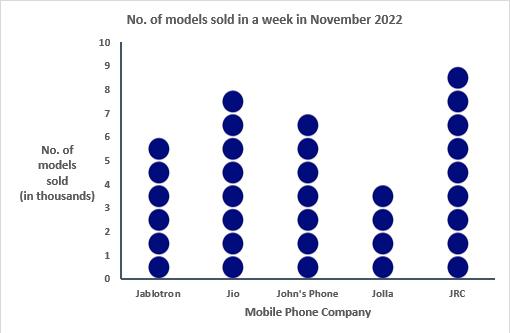 No. of models sold in a week in November 2022
10
9
8
7
6
5
4
3
2
1
0
No. of
models
sold
(in thousands)
Jablotron Jio John's Phone Jolla JRC
Mobile Phone Company